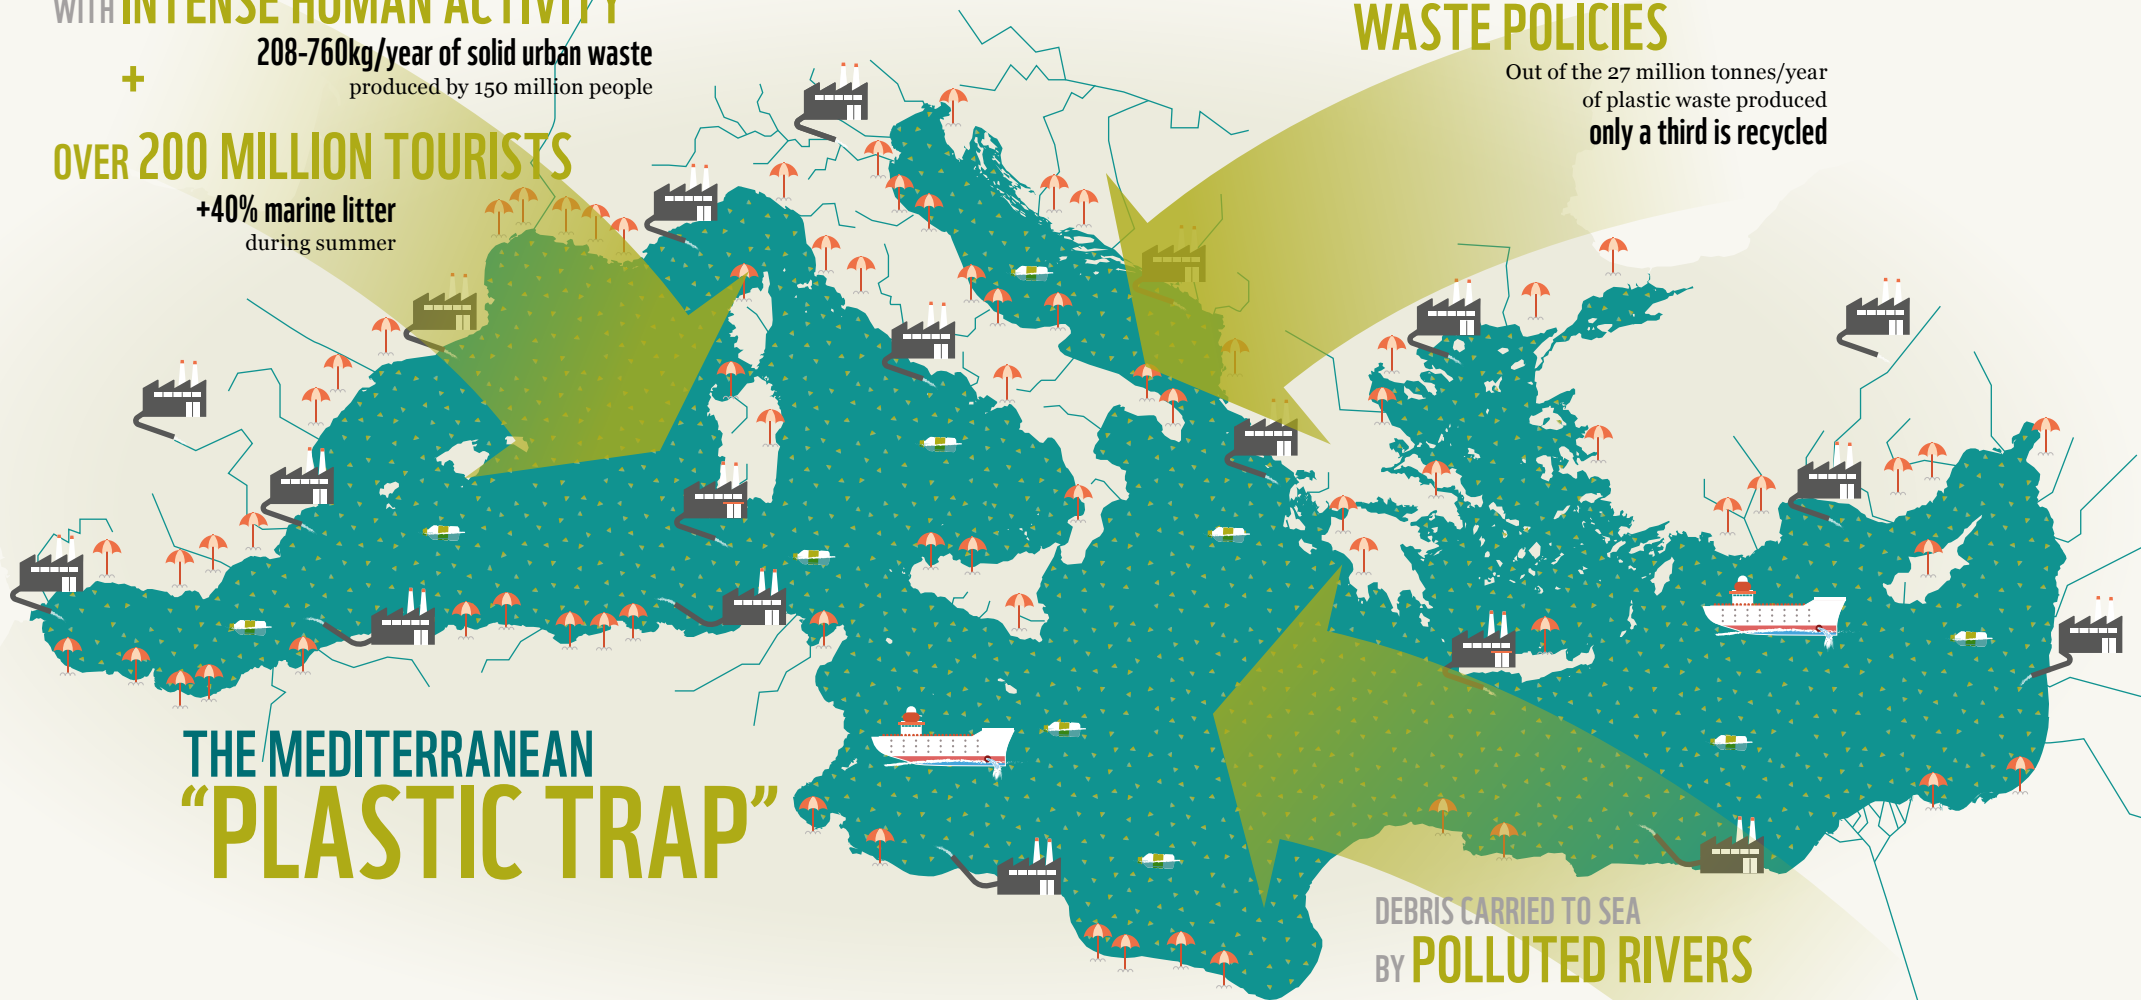 WITH INTENSE HUMAN ACTIVITY
208-760kg/year of solid urban waste
produced by 150 million people
+
OVER 200 MILLION TOURISTS
+40% marine litter
during summer
WASTE POLICIES
Out of the 27 million tonnes/year
of plastic waste produced
only a third is recycled
THE MEDITERRANEAN
“PLASTIC TRAP”
DEBRIS CARRIED TO SEA
BY POLLUTED RIVERS